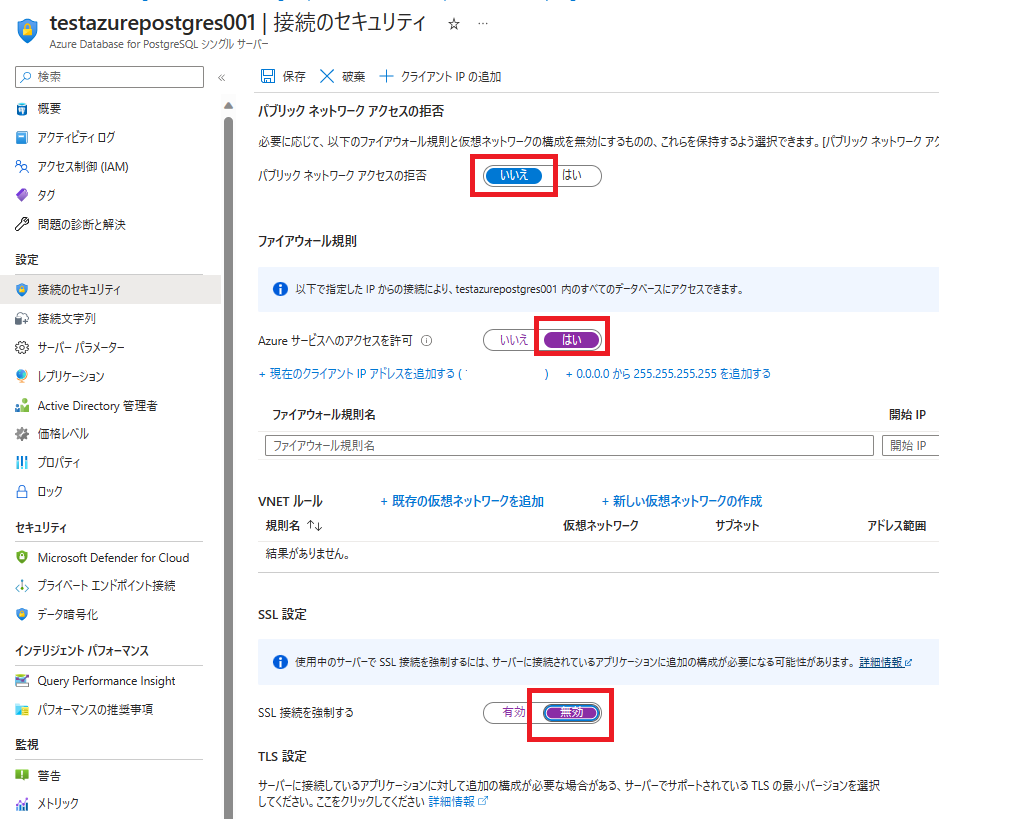 testazurepostgres001 | 接続のセキュリティ ☆ …
Azure Database for PostgreSQL シングル サーバー
検索
«
概要
アクティビティ ログ
アクセス制御 (IAM)
タグ
問題の診断と解決
設定
接続のセキュリティ
接続文字列
サーバー パラメーター
レプリケーション
Active Directory 管理者
価格レベル
プロパティ
ロック
セキュリティ
Microsoft Defender for Cloud
プライベート エンドポイント接続
データ暗号化
インテリジェント パフォーマンス
Query Performance Insight
パフォーマンスの推奨事項
監視
警告
メトリック
保存 破棄 + クライアント IP の追加
パブリック ネットワーク アクセスの拒否
必要に応じて、以下のファイアウォール規則と仮想ネットワークの構成を無効にするものの、これらを保持するよう選択できます。[パブリック ネットワーク アク
パブリック ネットワーク アクセスの拒否 いいえ はい
ファイアウォール規則
以下で指定した IP からの接続により、testazurepostgres001 内のすべてのデータベースにアクセスできます。
Azure サービスへのアクセスを許可 いいえ はい
+ 現在のクライアント IP アドレスを追加する ( ) + 0.0.0.0 から 255.255.255.255 を追加する
ファイアウォール規則名 開始 IP
ファイアウォール規則名 開始 IP
VNET ルール + 既存の仮想ネットワークを追加 + 新しい仮想ネットワークの作成
規則名 ↑↓ 仮想ネットワーク サブネット アドレス範囲
結果がありません。
SSL 設定
使用中のサーバーで SSL 接続を強制するには、サーバーに接続されているアプリケーションに追加の構成が必要になる可能性があります。 詳細情報
SSL 接続を強制する 有効 無効
TLS 設定
サーバーに接続しているアプリケーションに対して追加の構成が必要な場合がある、サーバーでサポートされている TLS の最小バージョンを選択
してください。ここをクリックしてください 詳細情報